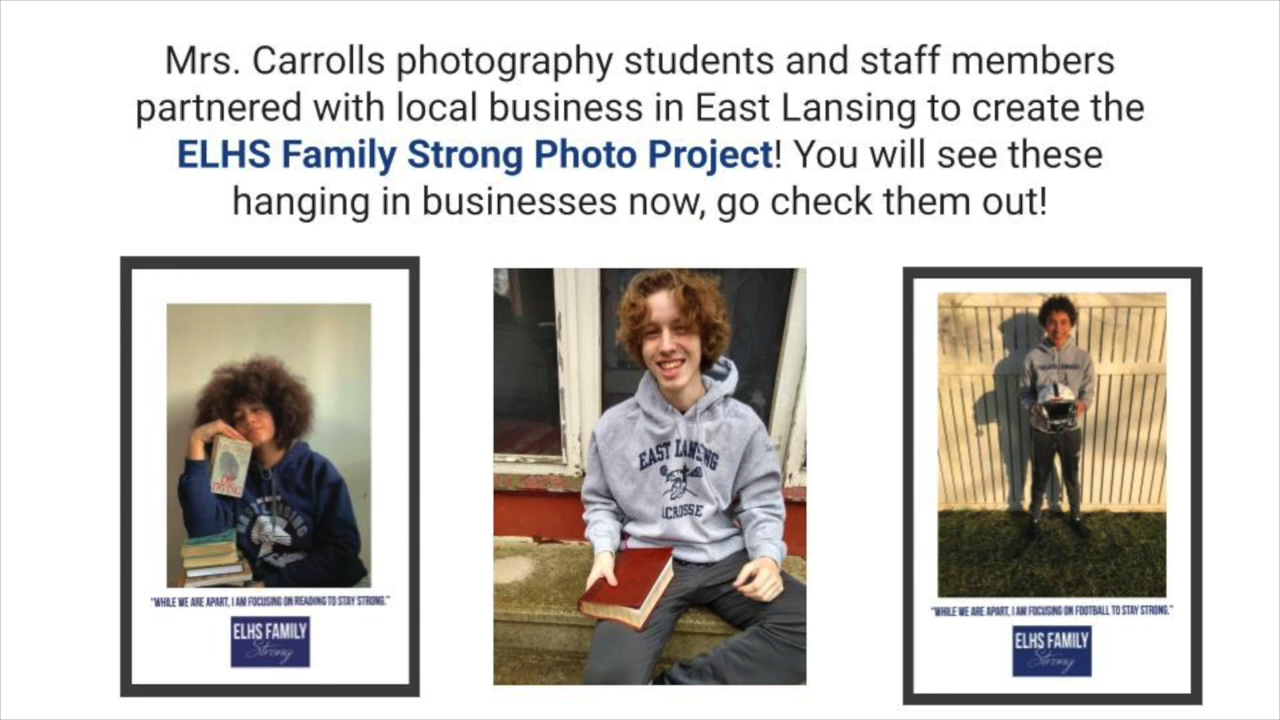 Mrs. Carrolls photography students and staff members
partnered with local business in East Lansing to create the
ELHS Family Strong Photo Project! You will see these
hanging in businesses now, go check them out!
EAST LANSING
"WHILE WE ARE APART, I AM FOCUSING ON READING TO STAY STRONG."
ELHS FAMILY
Strong
EAST LANSING
LACROSSE
"WHILE WE ARE APART, I AM FOCUSING ON FOOTBALL TO STAY STRONG."
ELHS FAMILY
Strong